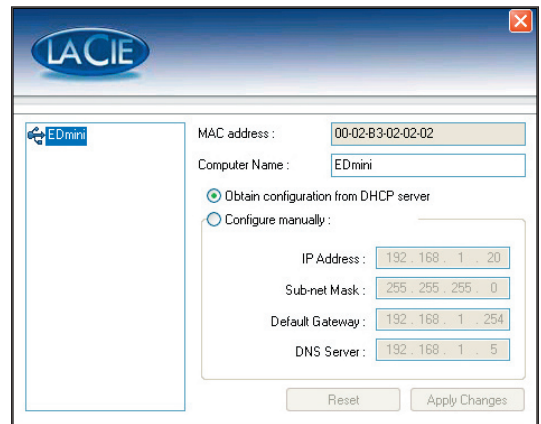 LACIE
EDmini
MAC address : 00-02-B3-02-02-02
Computer Name : EDmini
Obtain configuration from DHCP server
Configure manually :
IP Address : 192 . 168 . 1 . 20
Sub-net Mask : 255 . 255 . 255 . 0
Default Gateway : 192 . 168 . 1 . 254
DNS Server : 192 . 168 . 1 . 5
Reset Apply Changes